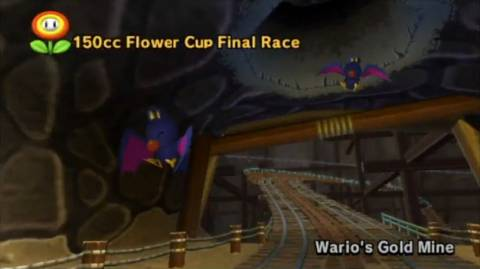 150cc Flower Cup Final Race
Wario's Gold Mine